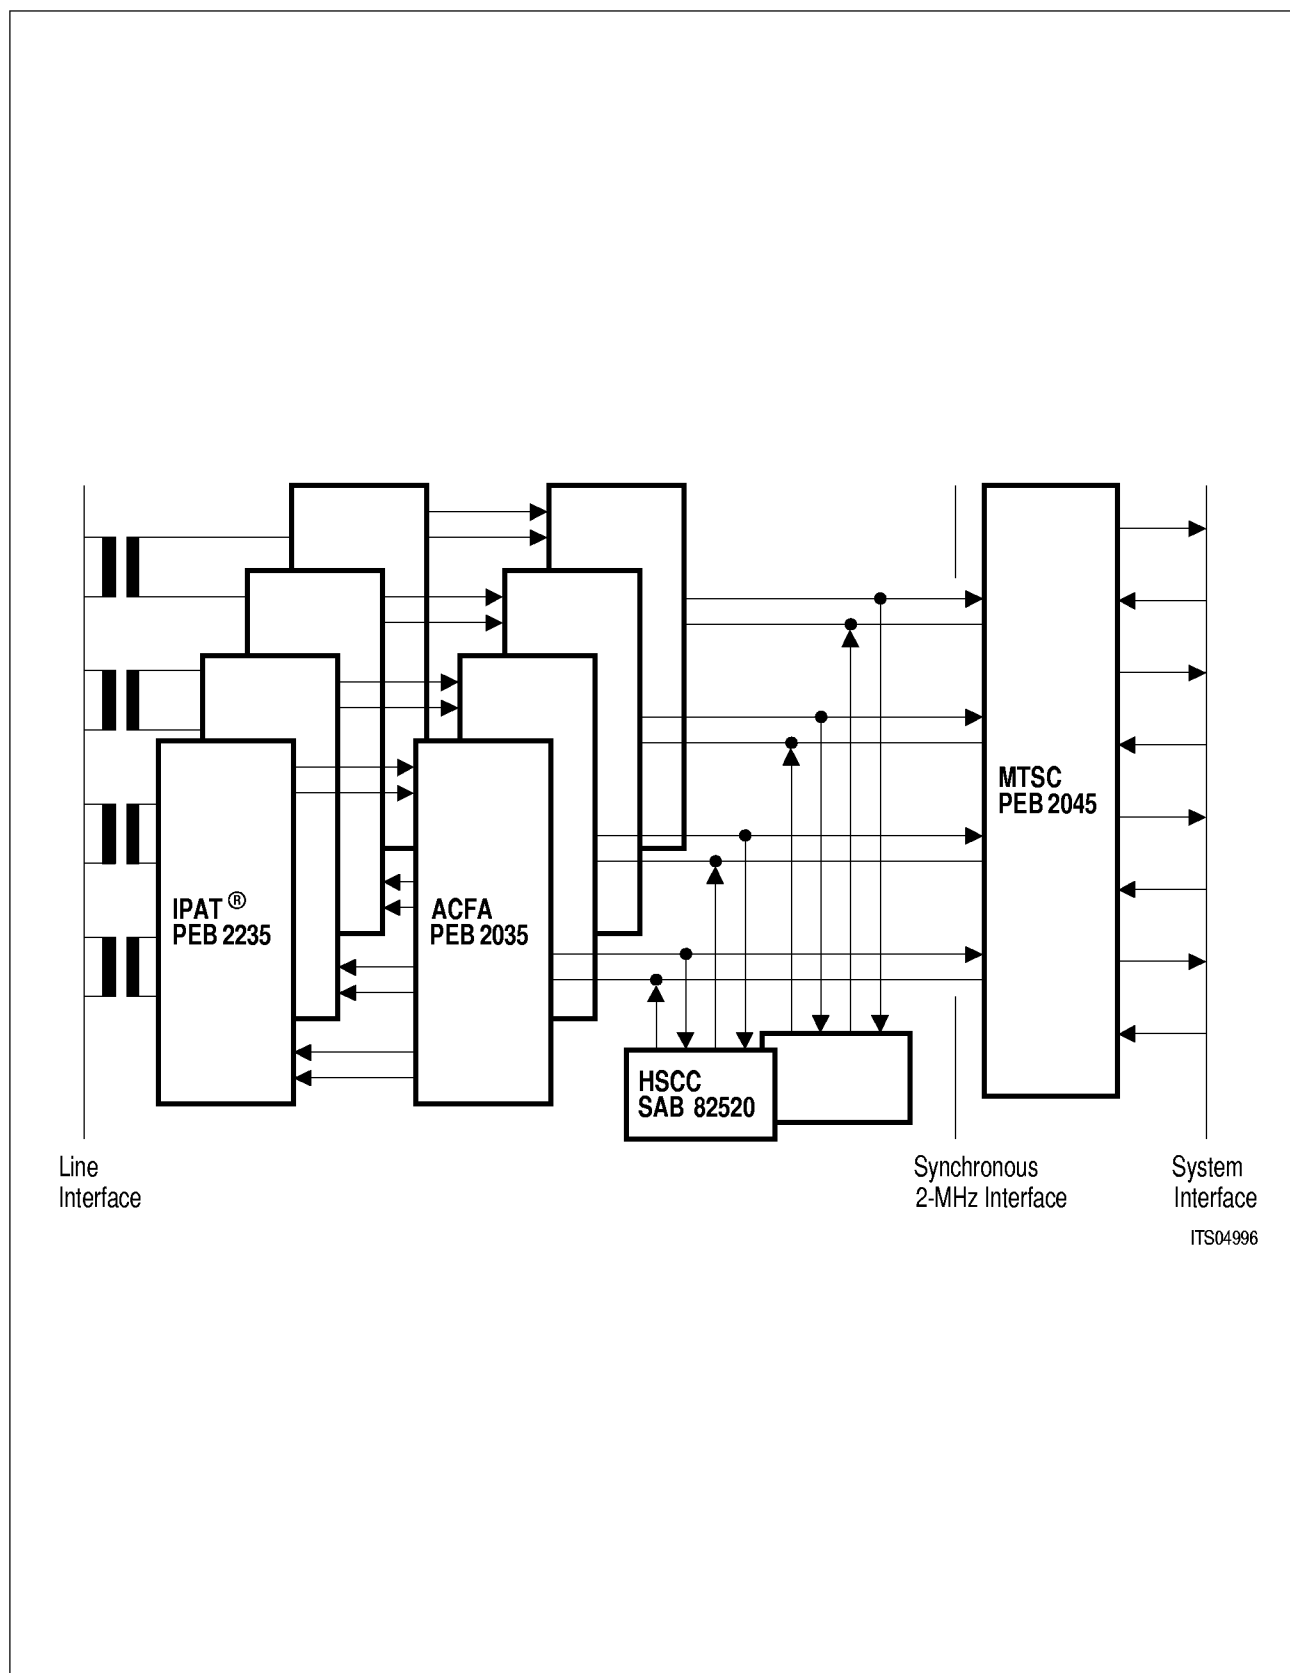 IPAT ®
PEB 2235
ACFA
PEB 2035
MTSC
PEB 2045
HSCC
SAB 82520
Line
Interface
Synchronous
2-MHz Interface
System
Interface
ITS04996